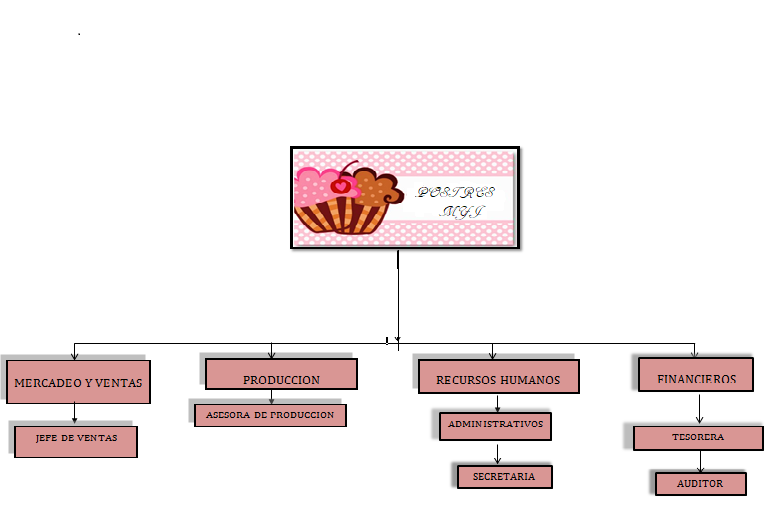 POSTRES
MYJ
MERCADEO Y VENTAS
PRODUCCION
RECURSOS HUMANOS
FINANCIEROS
JEFE DE VENTAS
ASESORA DE PRODUCCION
ADMINISTRATIVOS
TESORERA
SECRETARIA
AUDITOR